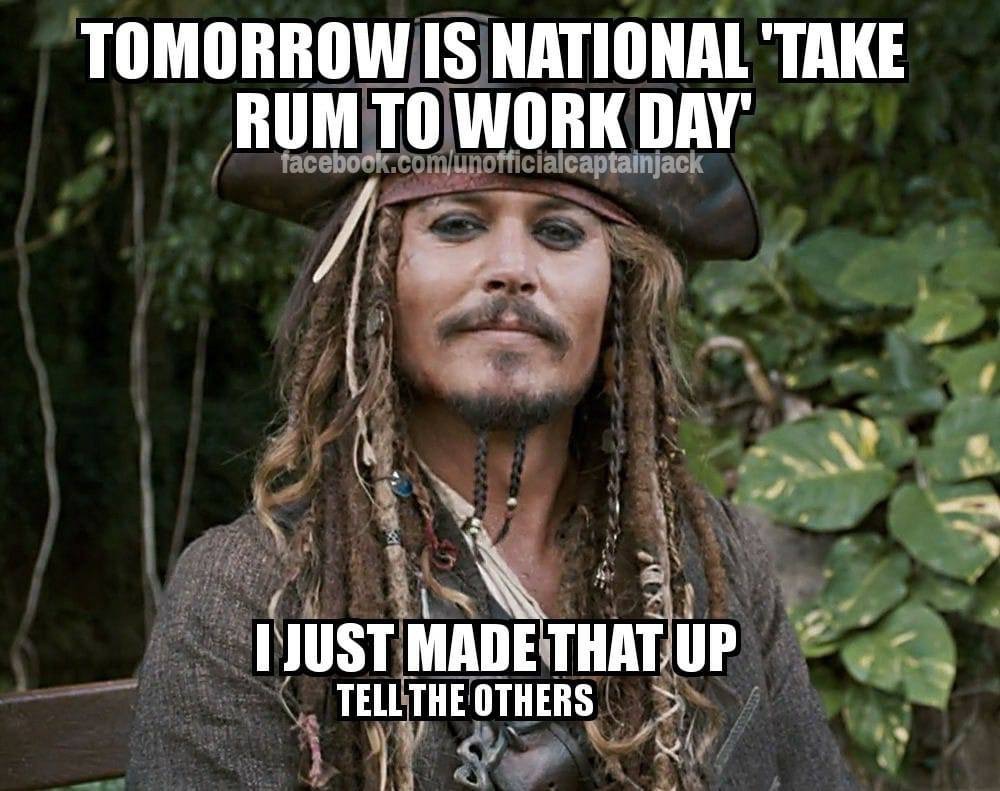 TOMORROW IS NATIONAL 'TAKE
RUM TO WORK DAY'
facebook.com/unofficialcaptainjack
I JUST MADE THAT UP
TELL THE OTHERS